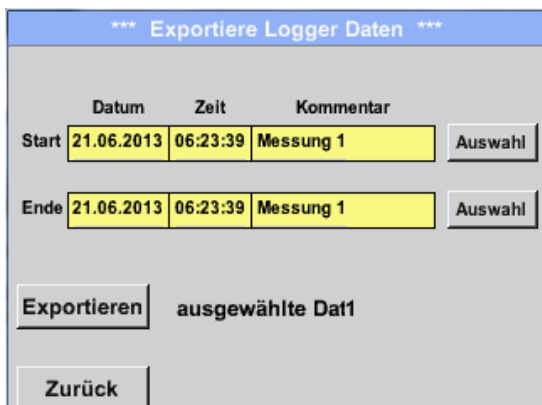 *** Exportiere Logger Daten ***
Datum Zeit Kommentar
Start 21.06.2013 06:23:39 Messung 1 Auswahl
Ende 21.06.2013 06:23:39 Messung 1 Auswahl
Exportieren ausgewählte Dat1
Zurück